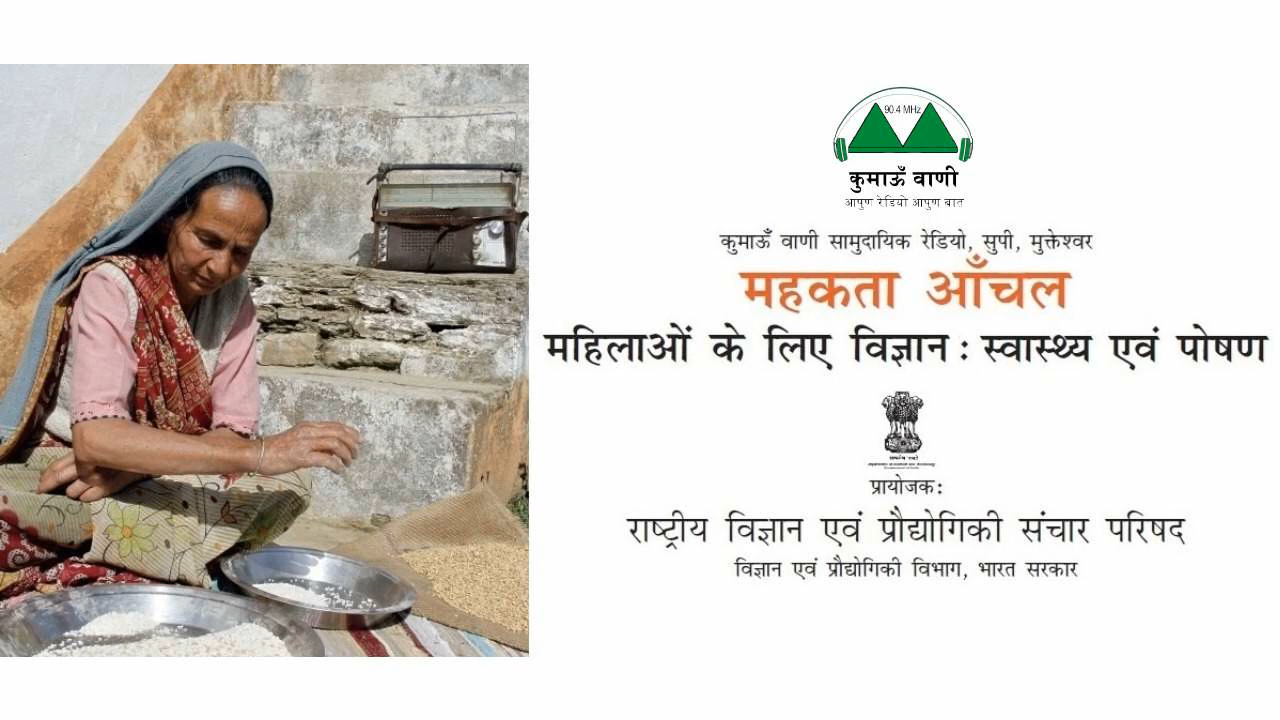 90.4 MHz
कुमाऊँ वाणी
आपुण रेडियो आपुण बात
कुमाऊँ वाणी सामुदायिक रेडियो, सुपी, मुक्तेश्वर
महकता आँचल
महिलाओं के लिए विज्ञान : स्वास्थ्य एवं पोषण
प्रायोजक:
राष्ट्रीय विज्ञान एवं प्रौद्योगिकी संचार परिषद
विज्ञान एवं प्रौद्योगिकी विभाग, भारत सरकार